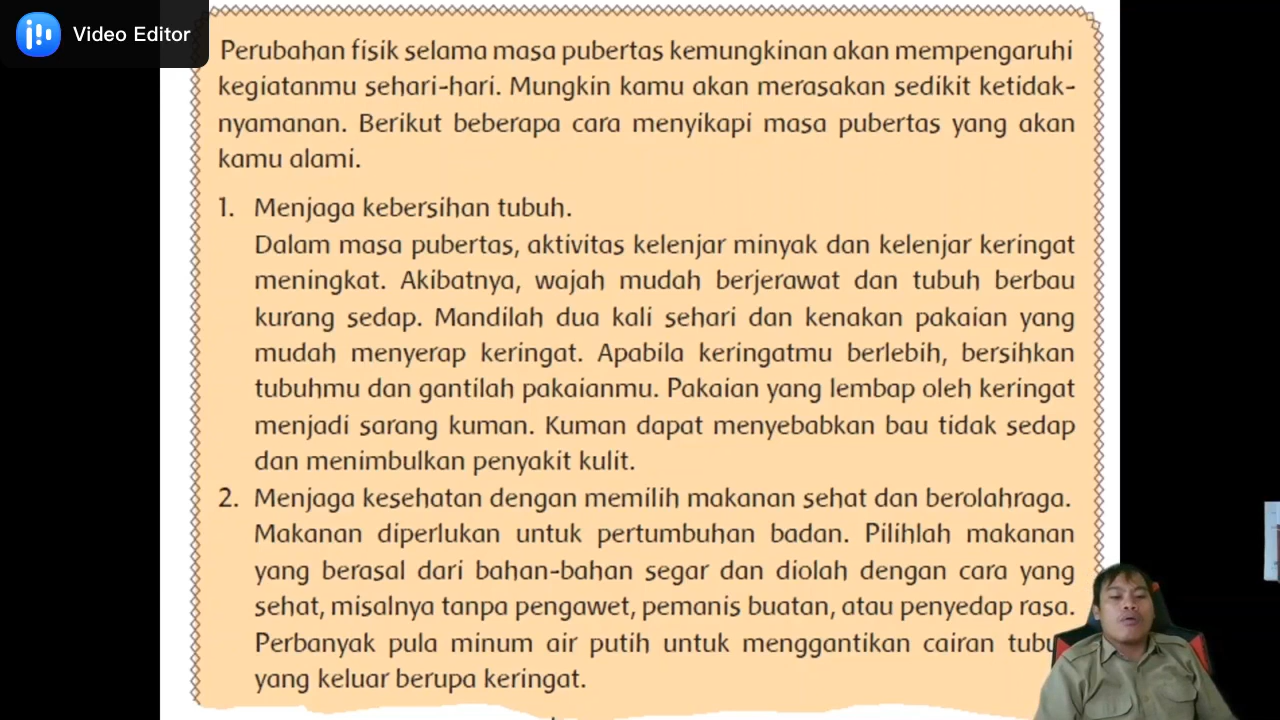 Video Editor
Perubahan fisik selama masa pubertas kemungkinan akan mempengaruhi
kegiatanmu sehari-hari. Mungkin kamu akan merasakan sedikit ketidak-
nyamanan. Berikut beberapa cara menyikapi masa pubertas yang akan
kamu alami.
1. Menjaga kebersihan tubuh.
Dalam masa pubertas, aktivitas kelenjar minyak dan kelenjar keringat
meningkat. Akibatnya, wajah mudah berjerawat dan tubuh berbau
kurang sedap. Mandilah dua kali sehari dan kenakan pakaian yang
mudah menyerap keringat. Apabila keringatmu berlebih, bersihkan
tubuhmu dan gantilah pakaianmu. Pakaian yang lembap oleh keringat
menjadi sarang kuman. Kuman dapat menyebabkan bau tidak sedap
dan menimbulkan penyakit kulit.
2. Menjaga kesehatan dengan memilih makanan sehat dan berolahraga.
Makanan diperlukan untuk pertumbuhan badan. Pilihlah makanan
yang berasal dari bahan-bahan segar dan diolah dengan cara yang
sehat, misalnya tanpa pengawet, pemanis buatan, atau penyedap rasa.
Perbanyak pula minum air putih untuk menggantikan cairan tubu
yang keluar berupa keringat.